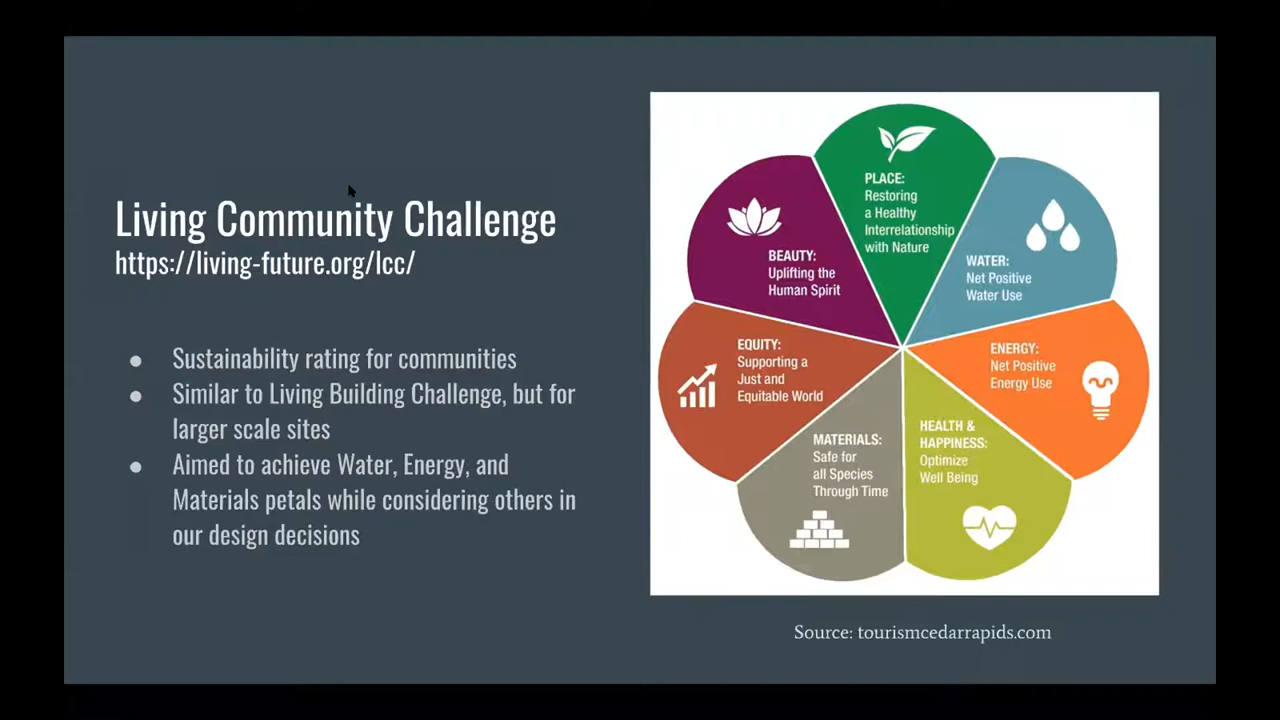 Living Community Challenge
https://living-future.org/lcc/
● Sustainability rating for communities
● Similar to Living Building Challenge, but for
larger scale sites
● Aimed to achieve Water, Energy, and
Materials petals while considering others in
our design decisions
PLACE:
Restoring
a Healthy
Interrelationship
with Nature
WATER:
Net Positive
Water Use
ENERGY:
Net Positive
Energy Use
HEALTH &
HAPPINESS:
Optimize
Well Being
MATERIALS:
Safe for
all Species
Through Time
EQUITY:
Supporting a
Just and
Equitable World
BEAUTY:
Uplifting the
Human Spirit
Source: tourismcedarrapids.com